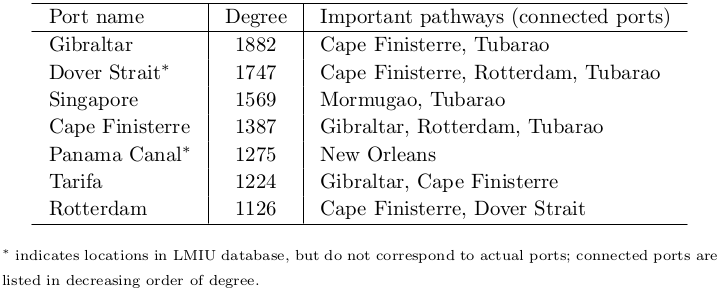 Port name Degree Important pathways (connected ports)
Gibraltar 1882 Cape Finisterre, Tubarao
Dover Strait* 1747 Cape Finisterre, Rotterdam, Tubarao
Singapore 1569 Mormugao, Tubarao
Cape Finisterre 1387 Gibraltar, Rotterdam, Tubarao
Panama Canal* 1275 New Orleans
Tarifa 1224 Gibraltar, Cape Finisterre
Rotterdam 1126 Cape Finisterre, Dover Strait
* indicates locations in LMIU database, but do not correspond to actual ports; connected ports are
listed in decreasing order of degree.